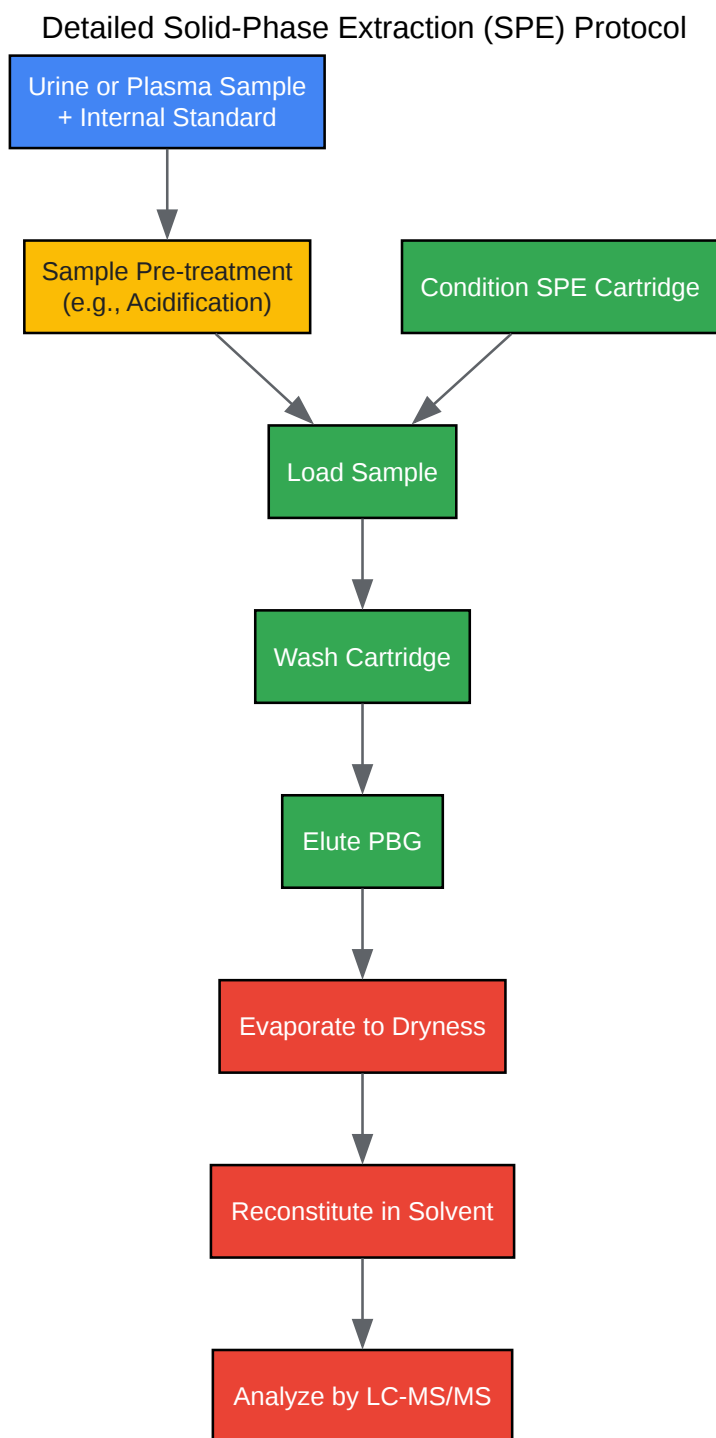 Detailed Solid-Phase Extraction (SPE) Protocol
Urine or Plasma Sample
+ Internal Standard
Sample Pre-treatment
(e.g., Acidification)
Condition SPE Cartridge
Load Sample
Wash Cartridge
Elute PBG
Evaporate to Dryness
Reconstitute in Solvent
Analyze by LC-MS/MS